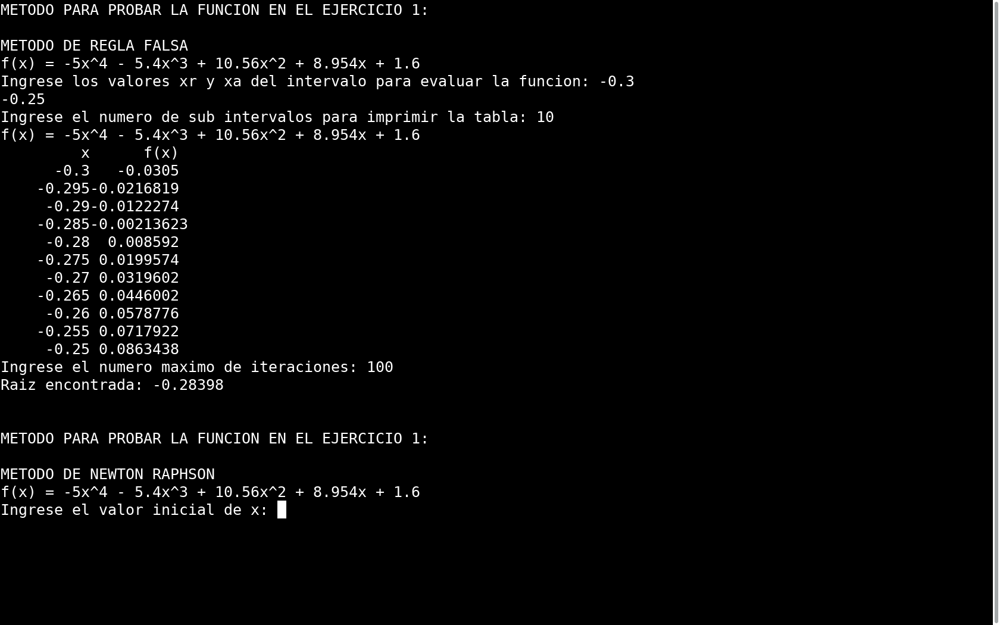 METODO PARA PROBAR LA FUNCION EN EL EJERCICIO 1:
METODO DE REGLA FALSA
f(x) = -5x^4 - 5.4x^3 + 10.56x^2 + 8.954x + 1.6
Ingrese los valores xr y xa del intervalo para evaluar la funcion: -0.3
-0.25
Ingrese el numero de sub intervalos para imprimir la tabla: 10
f(x) = -5x^4 - 5.4x^3 + 10.56x^2 + 8.954x + 1.6
         x      f(x)
      -0.3   -0.0305
    -0.295-0.0216819
     -0.29-0.0122274
    -0.285-0.00213623
     -0.28  0.008592
    -0.275 0.0199574
     -0.27 0.0319602
    -0.265 0.0446002
     -0.26 0.0578776
    -0.255 0.0717922
     -0.25 0.0863438
Ingrese el numero maximo de iteraciones: 100
Raiz encontrada: -0.28398
METODO PARA PROBAR LA FUNCION EN EL EJERCICIO 1:
METODO DE NEWTON RAPHSON
f(x) = -5x^4 - 5.4x^3 + 10.56x^2 + 8.954x + 1.6
Ingrese el valor inicial de x: